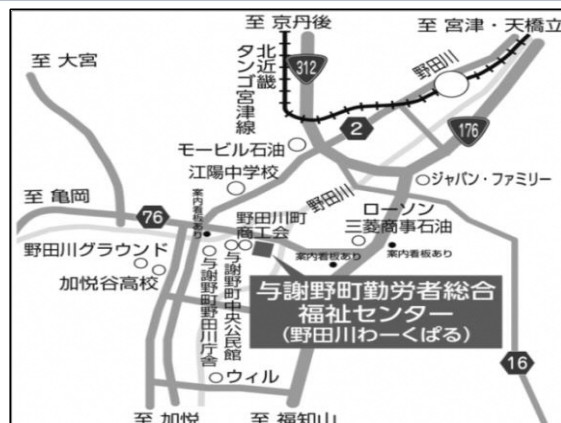 至 京丹後
至 宮津・天橋立
至 大宮
北近畿
タンゴ宮津線
312
野田川
2
176
モービル石油
江陽中学校
ジャパン・ファミリー
至 亀岡
76
案内看板あり
野田川
野田川町
商工会
ローソン
三菱商事石油
案内看板あり
案内看板あり
野田川グラウンド
加悦谷高校
与謝野町中央公民館
与謝野町野田川庁舎
与謝野町勤労者総合
福祉センター
(野田川わーくぱる)
16
ウィル
至 加悦
至 福知山